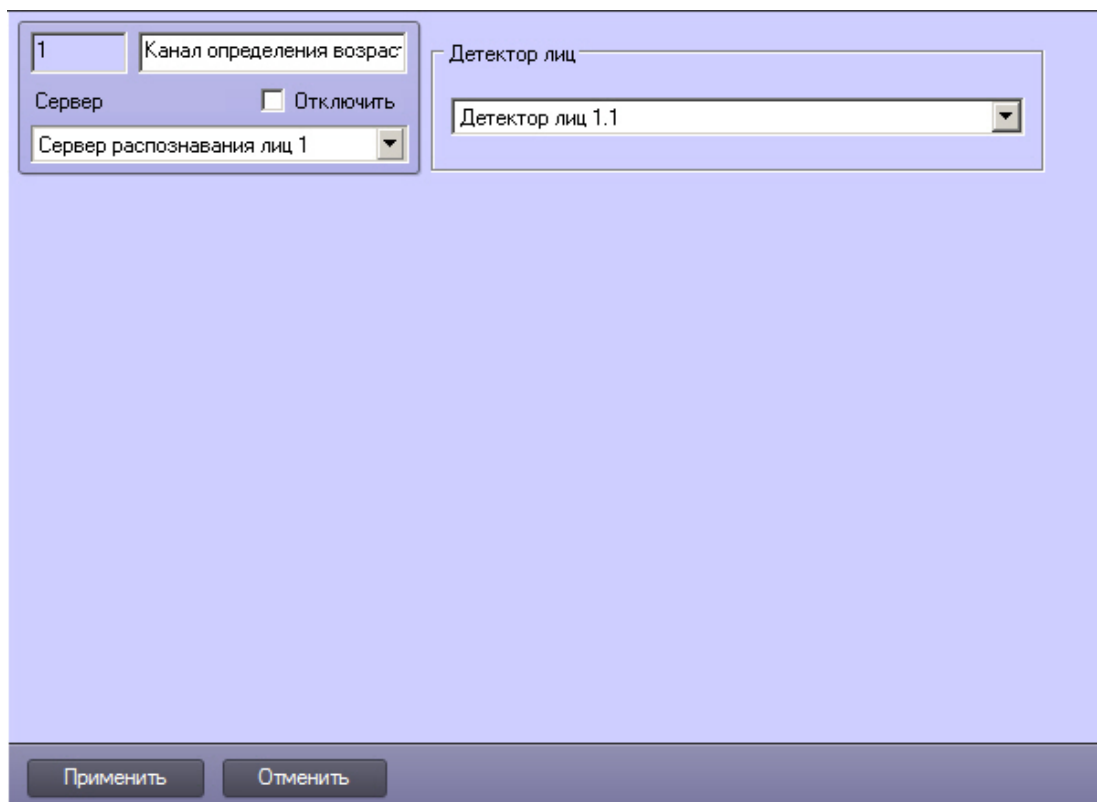 1
Канал определения возраст
Сервер
Отключить
Сервер распознавания лиц 1
Детектор лиц
Детектор лиц 1.1
Применить
Отменить